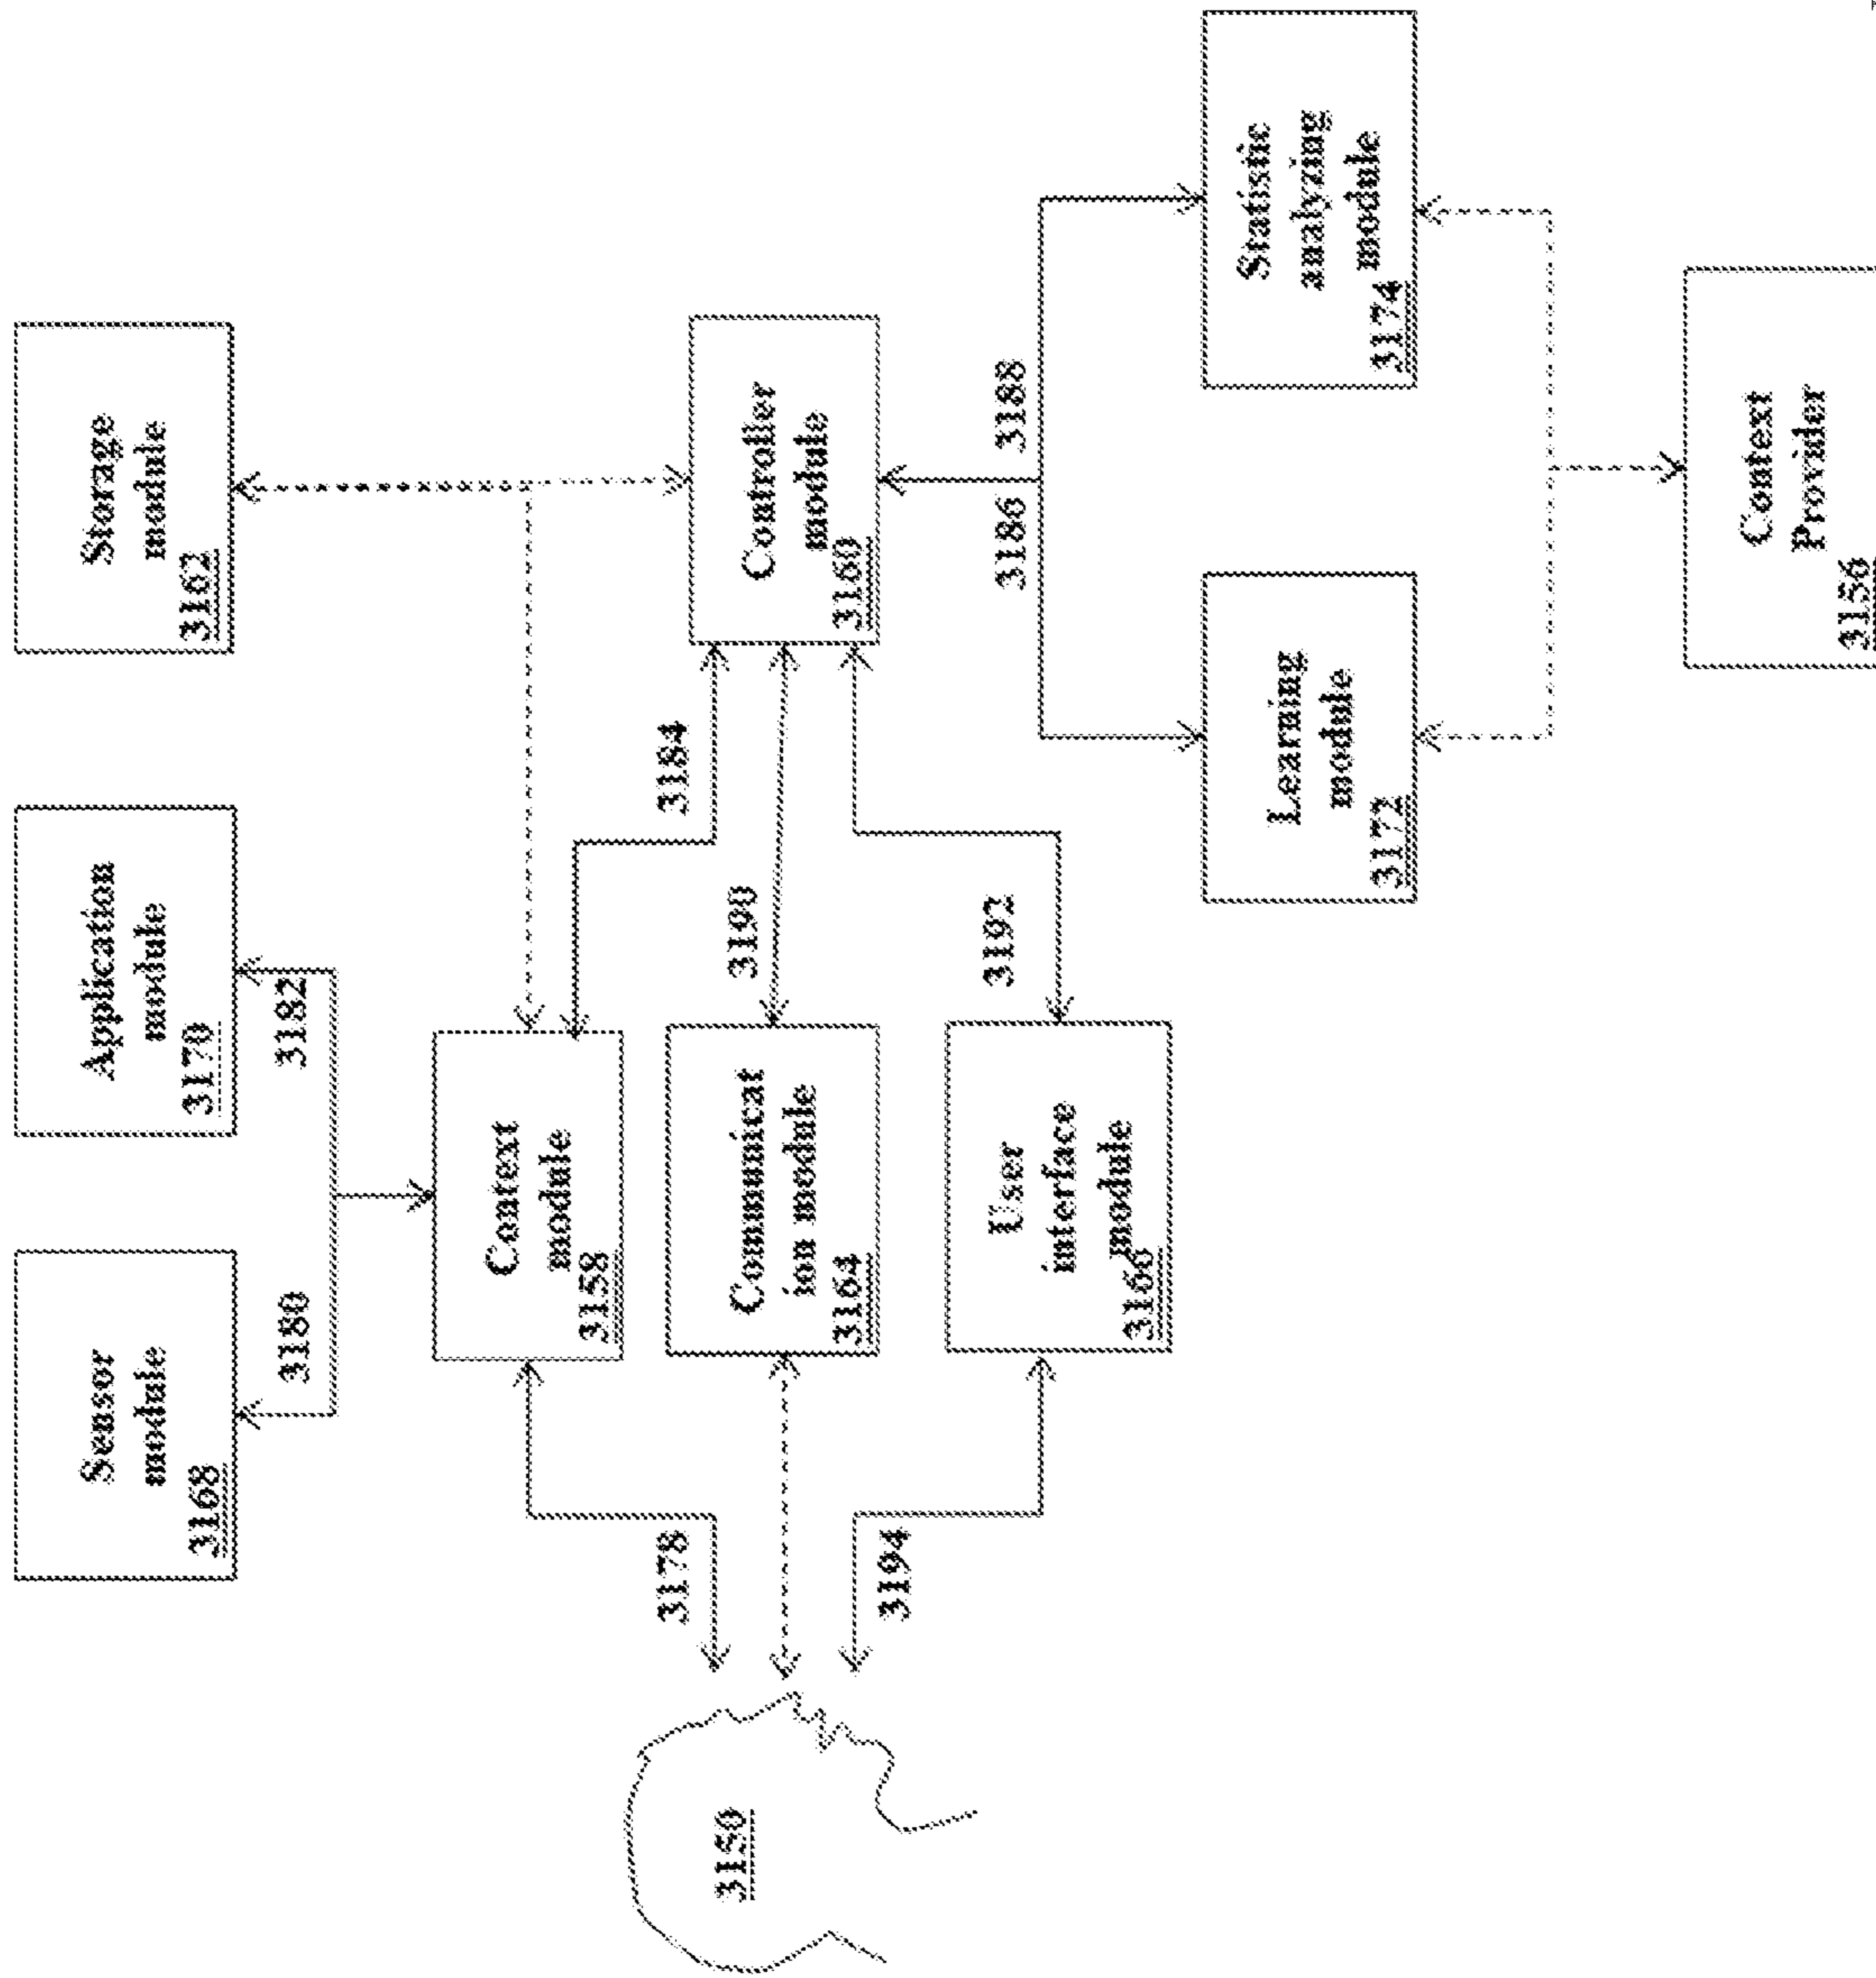 Sensor
module
3168
Application
module
3170
Storage
module
3162
3180
3182
Context
module
3158
3178
3184
3150
Communicat
ion module
3164
3190
Controller
module
3160
3194
User
interface
module
3166
3192
3186
3188
Learning
module
3172
Statistic
analyzing
module
3174
Context
Provider
3156